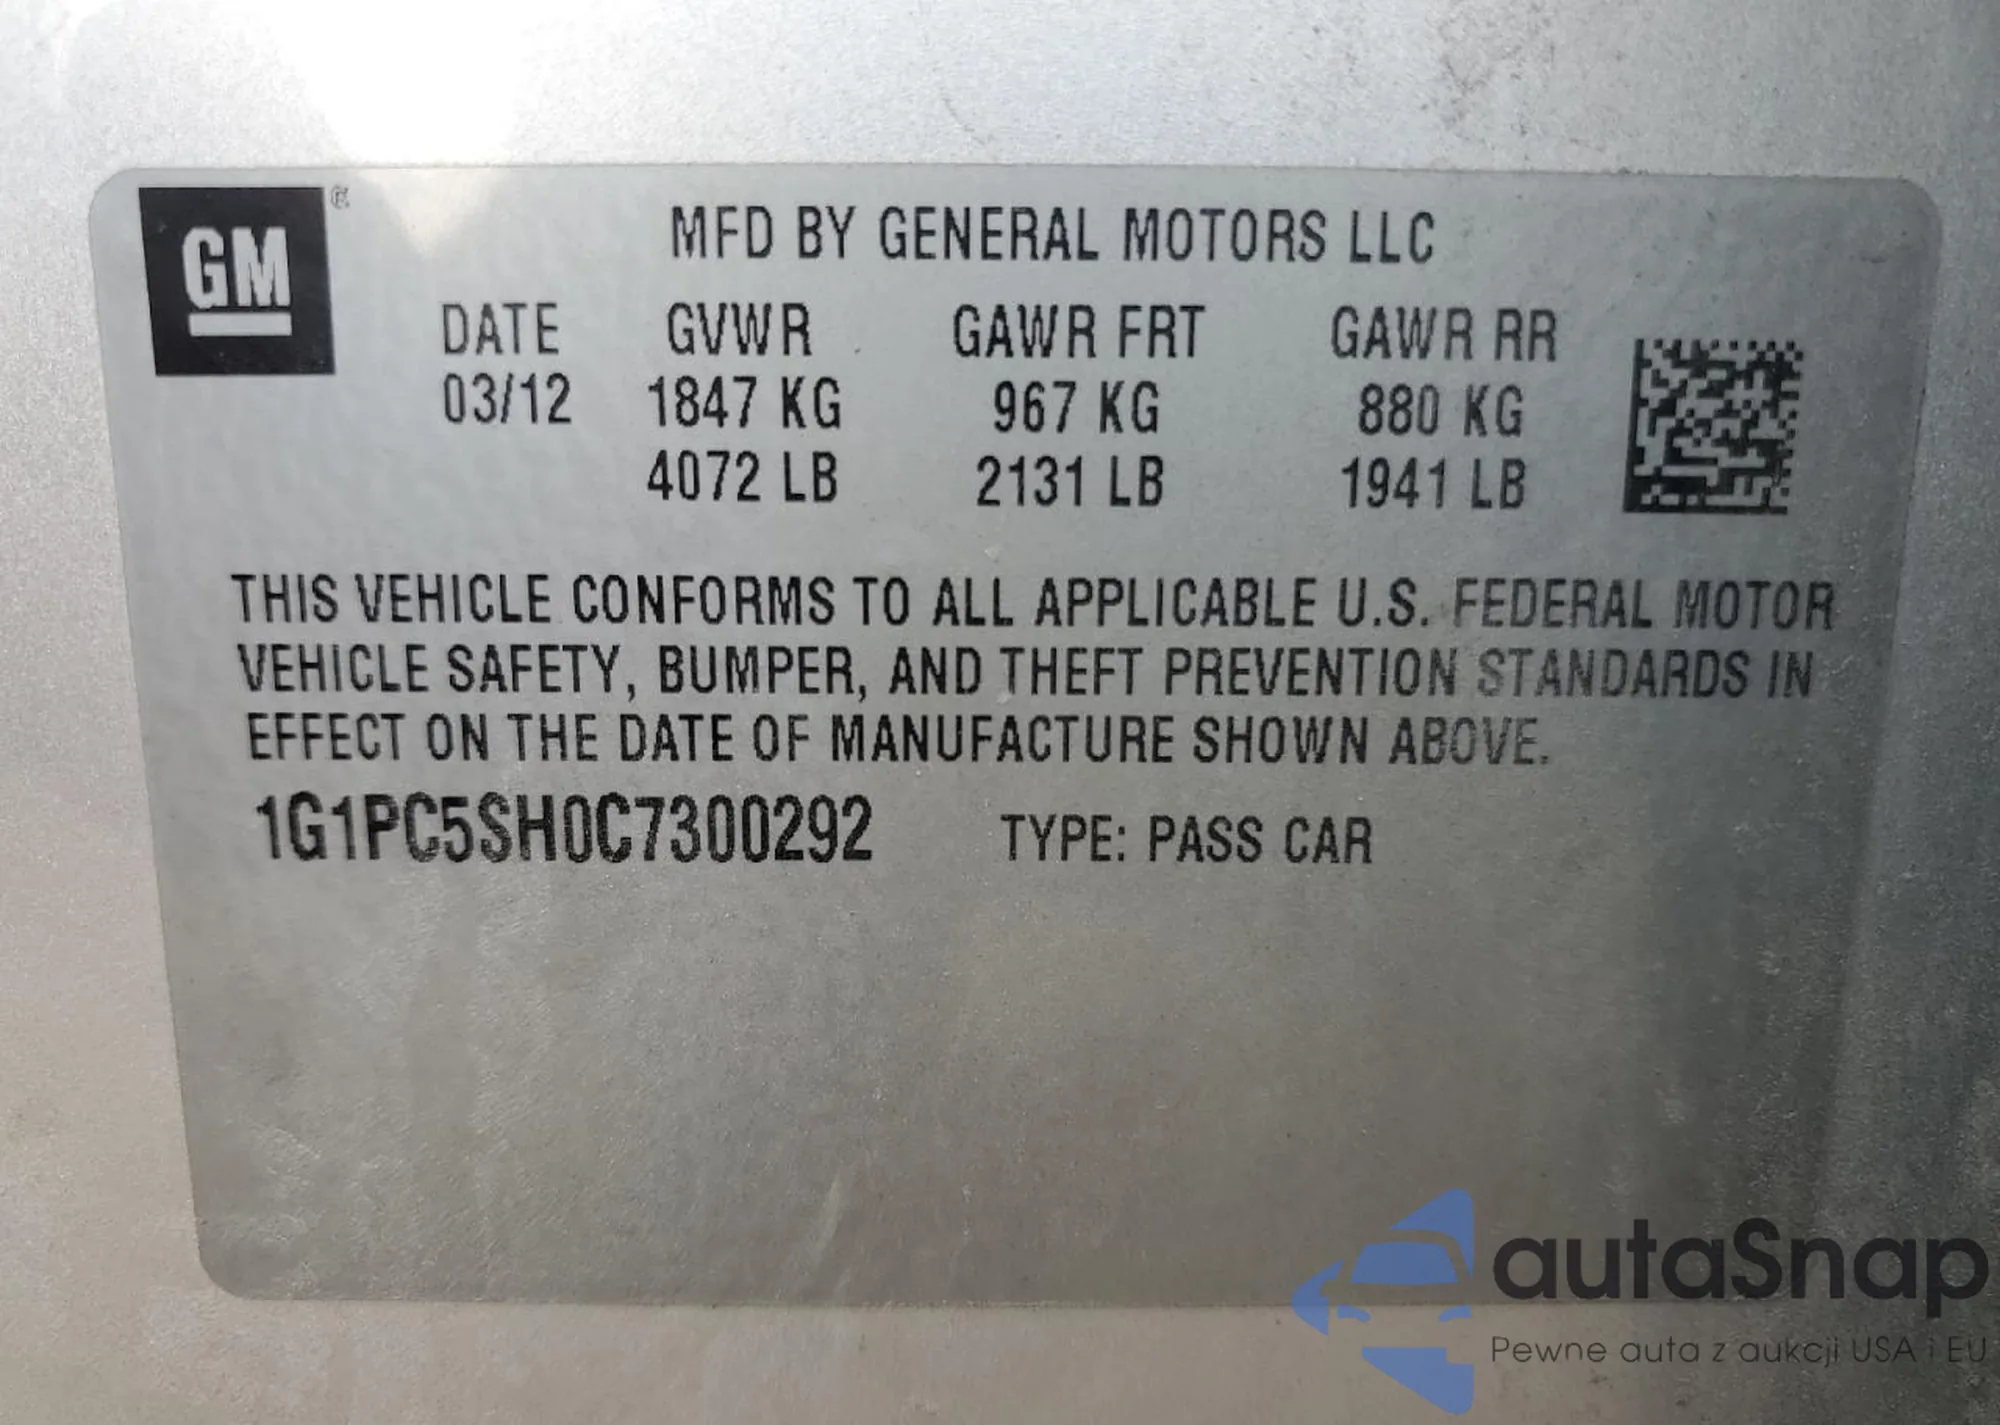 GM
MFD BY GENERAL MOTORS LLC
DATE GVWR GAWR FRT GAWR RR
03/12 1847 KG 967 KG 880 KG
4072 LB 2131 LB 1941 LB
THIS VEHICLE CONFORMS TO ALL APPLICABLE U.S. FEDERAL MOTOR
VEHICLE SAFETY, BUMPER, AND THEFT PREVENTION STANDARDS IN
EFFECT ON THE DATE OF MANUFACTURE SHOWN ABOVE.
1G1PC5SH0C7300292 TYPE: PASS CAR
autaSnap
Pewne auta z aukcji USA i EU